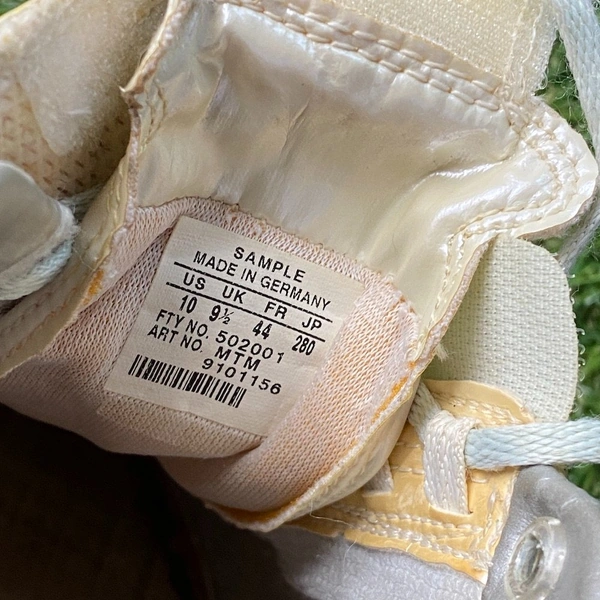 SAMPLE
MADE IN GERMANY
US UK FR JP
10 9½ 44 280
FTY NO. 502001
ART NO. MTM
9101156